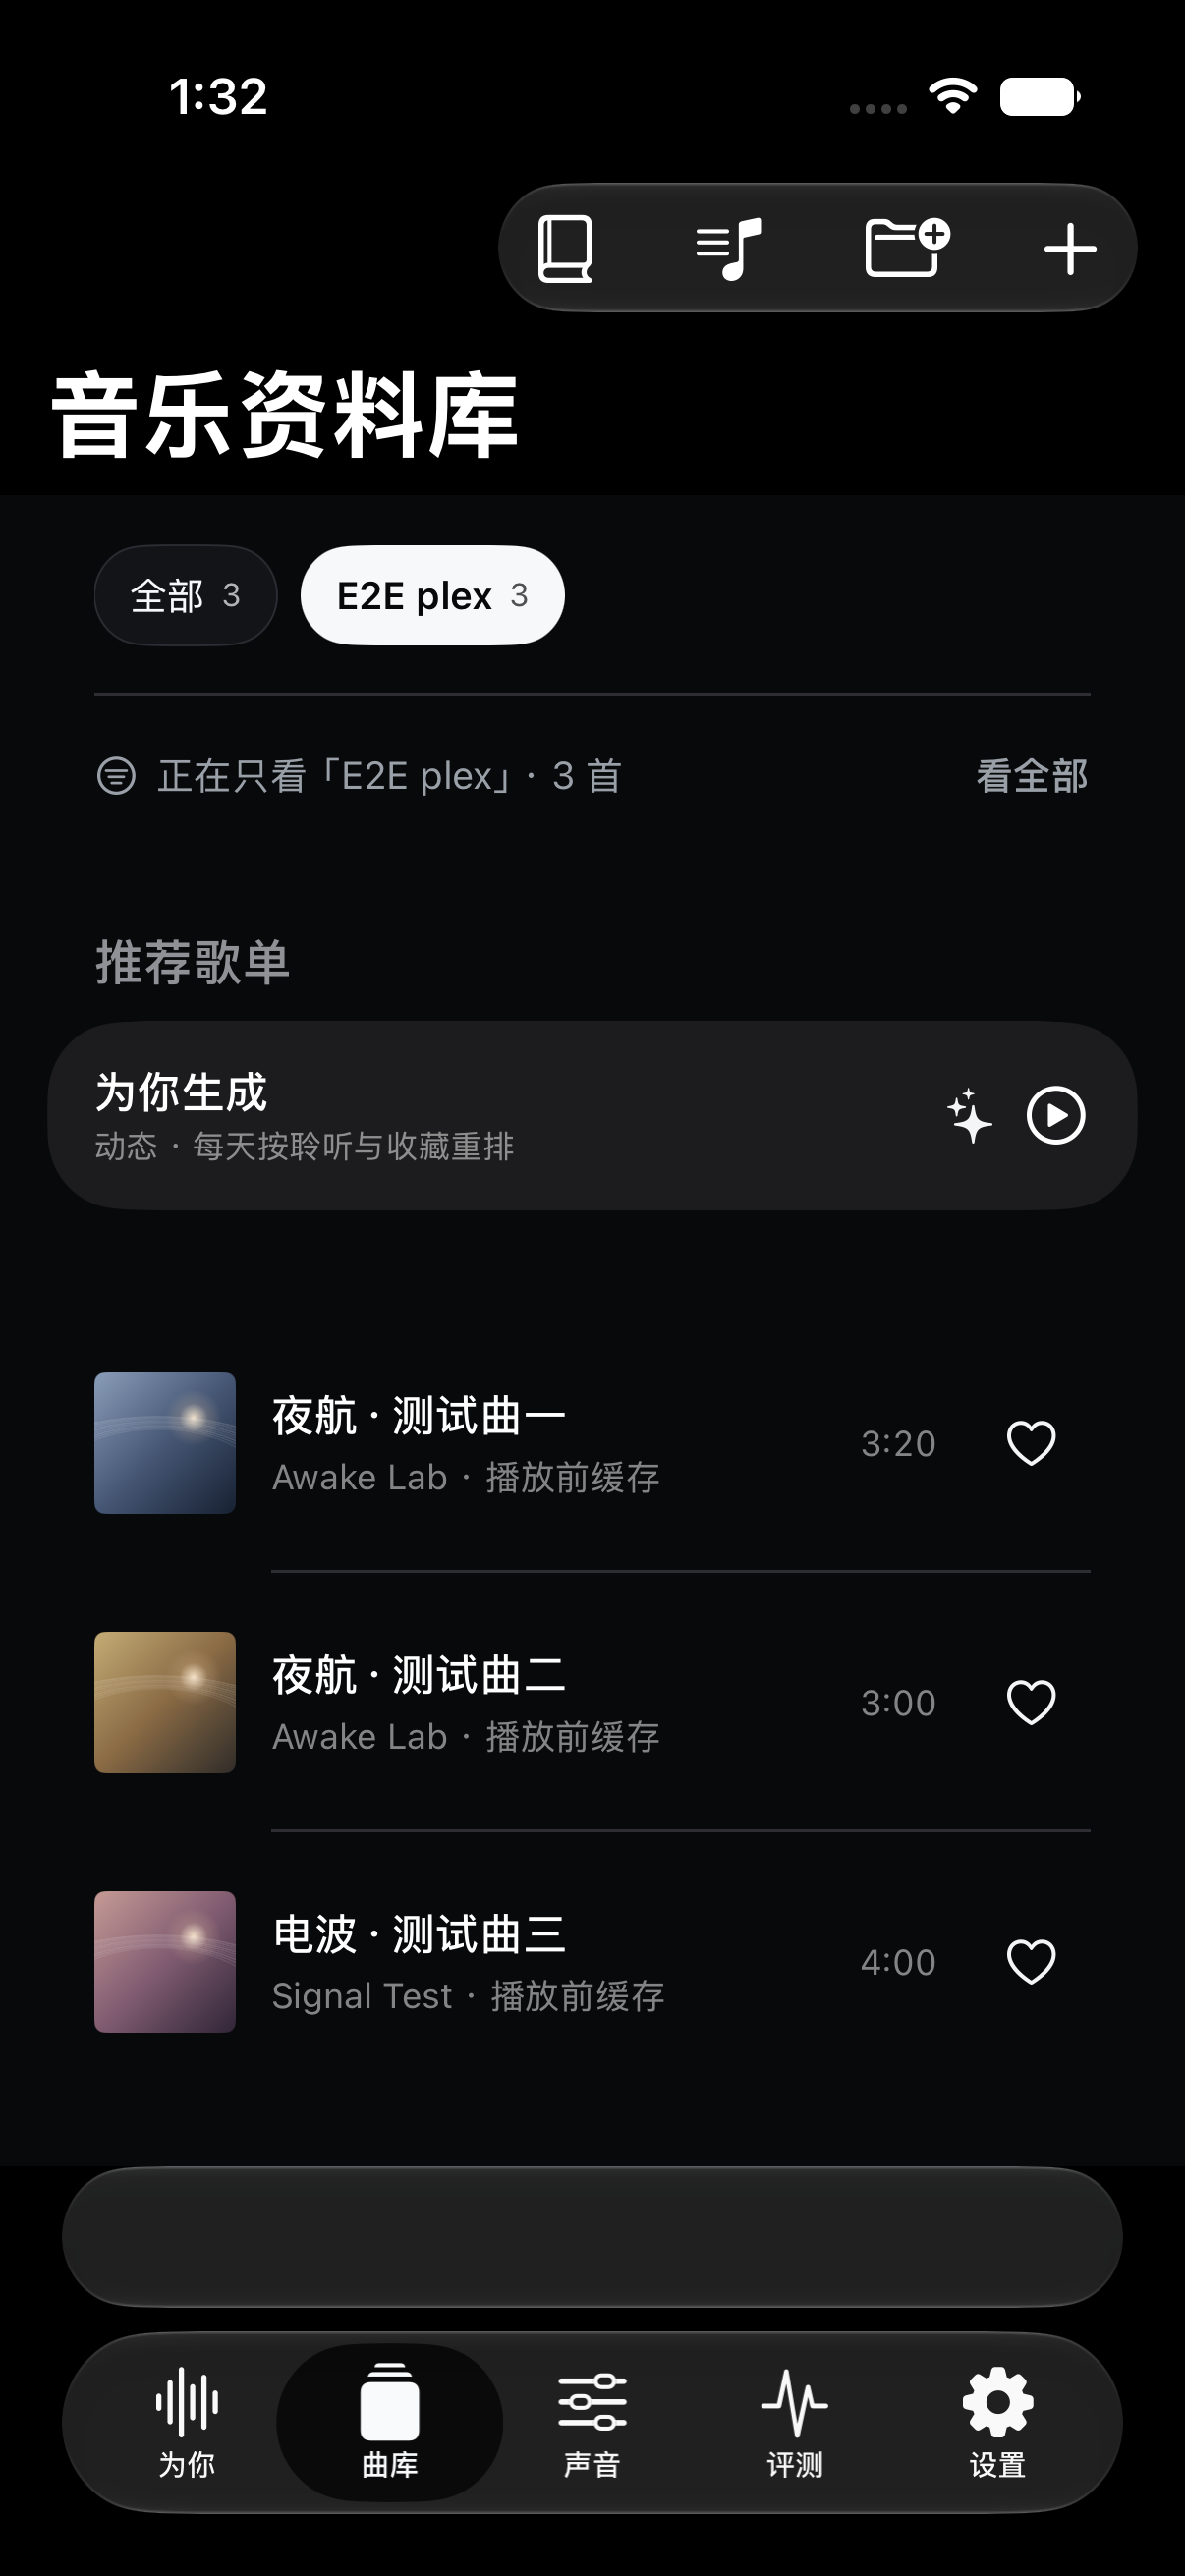 1:32
音乐资料库
全部 3
E2E plex 3
正在只看「E2E plex」· 3 首
看全部
推荐歌单
为你生成
动态 · 每天按聆听与收藏重排
夜航 · 测试曲一
Awake Lab · 播放前缓存
3:20
夜航 · 测试曲二
Awake Lab · 播放前缓存
3:00
电波 · 测试曲三
Signal Test · 播放前缓存
4:00
为你
曲库
声音
评测
设置